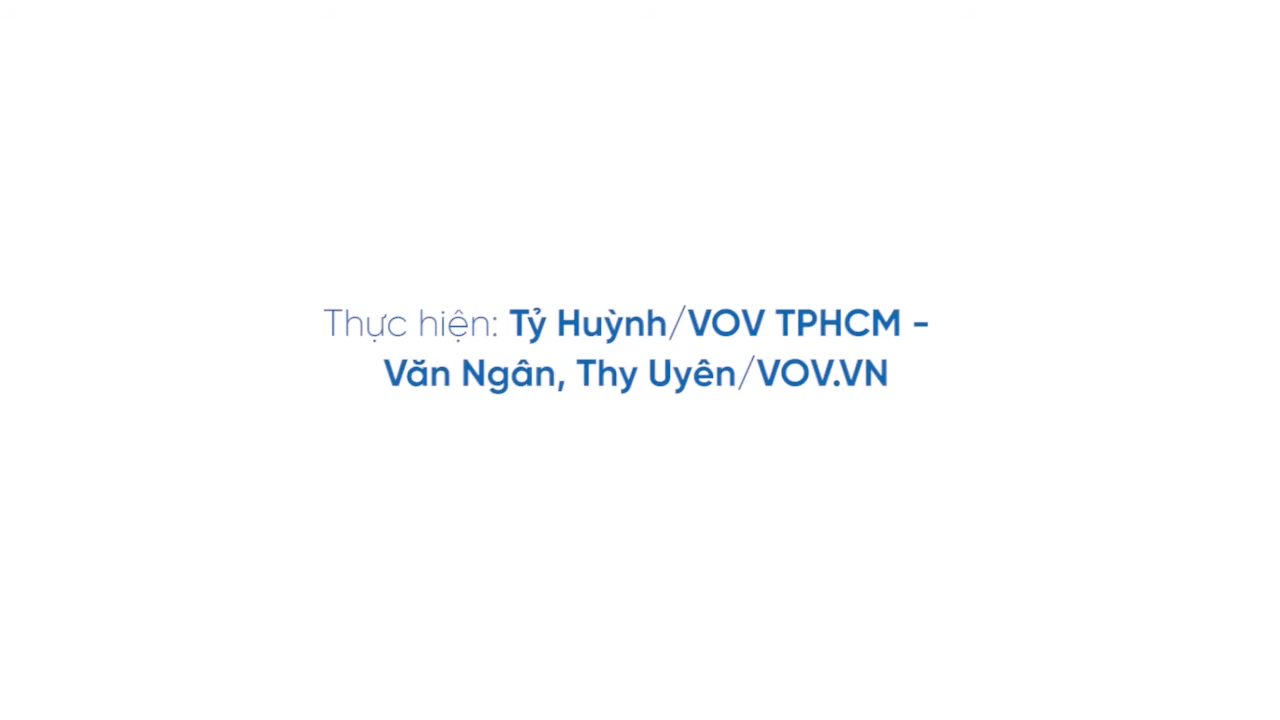 Thực hiện: Tỷ Huỳnh/VOV TPHCM -
Văn Ngân, Thy Uyên/VOV.VN